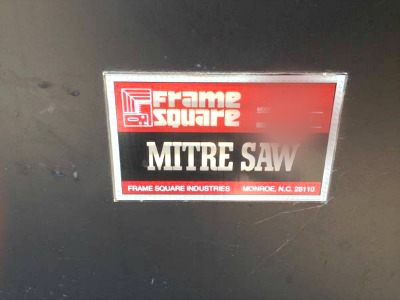 Frame
Square
MITRE SAW
FRAME SQUARE INDUSTRIES MONROE, N.C. 28110